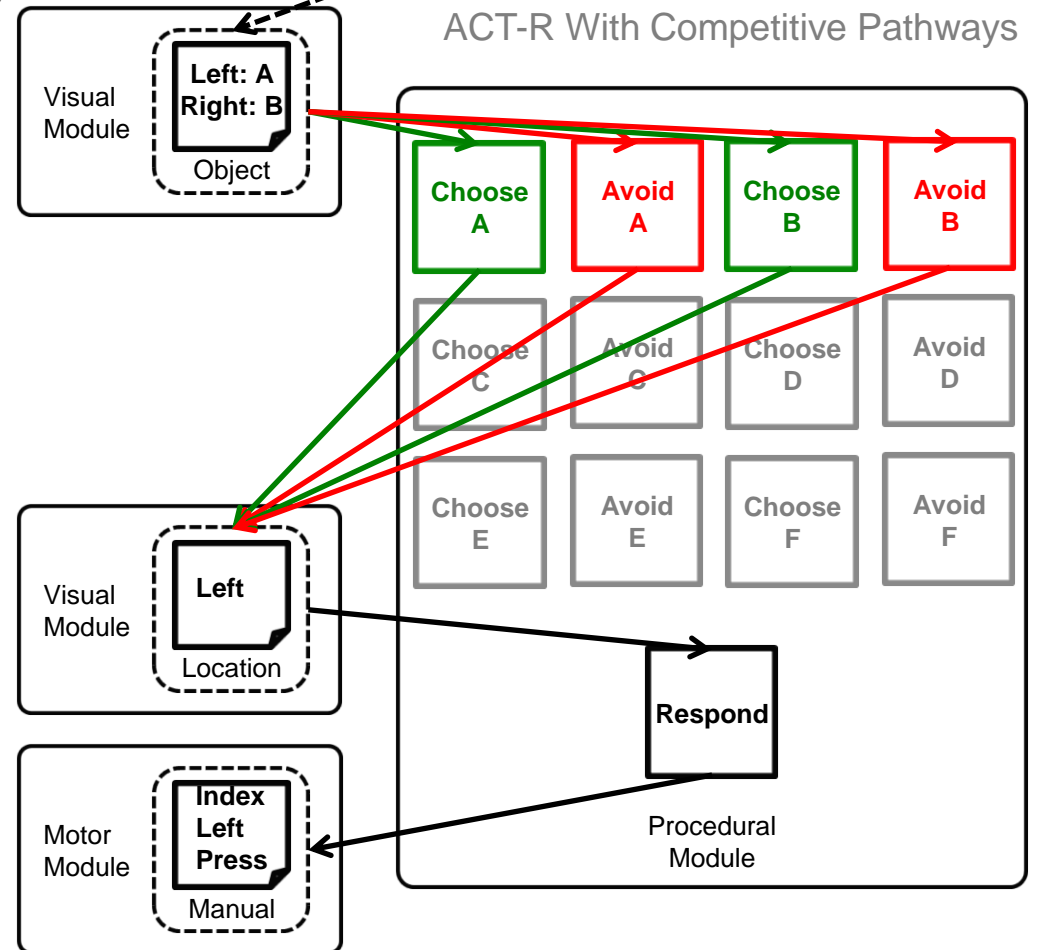 ACT-R With Competitive Pathways
Visual
Module
Left: A
Right: B
Object
Choose
A
Avoid
A
Choose
B
Avoid
B
Choose
C
Avoid
C
Choose
D
Avoid
D
Choose
E
Avoid
E
Choose
F
Avoid
F
Visual
Module
Left
Location
Respond
Motor
Module
Index
Left
Press
Manual
Procedural
Module